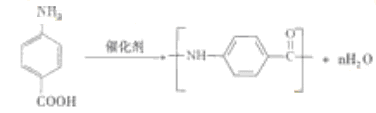 NH₂
COOH
催化剂
NH
O
C
• nH₂O